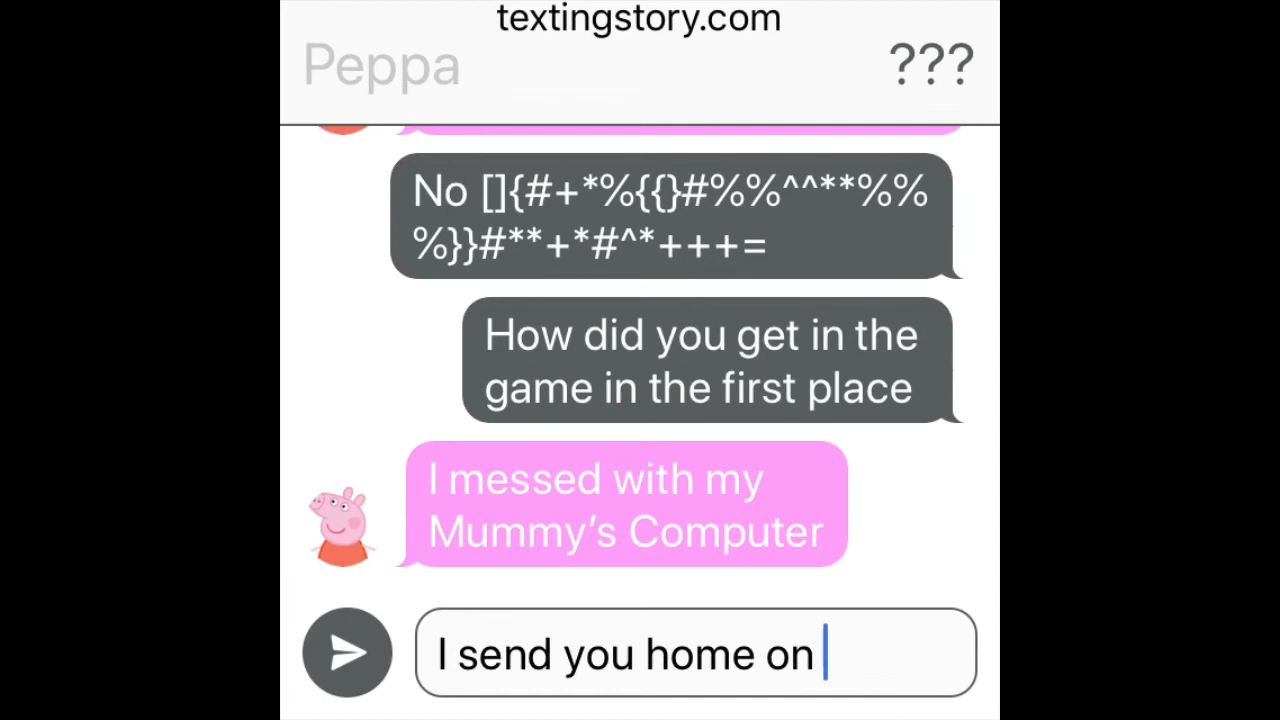 textingstory.com
Peppa
???
No []{#+*%{{}#%%^^**%%
%}}#**+*#^*+++=
How did you get in the
game in the first place
I messed with my
Mummy’s Computer
I send you home on